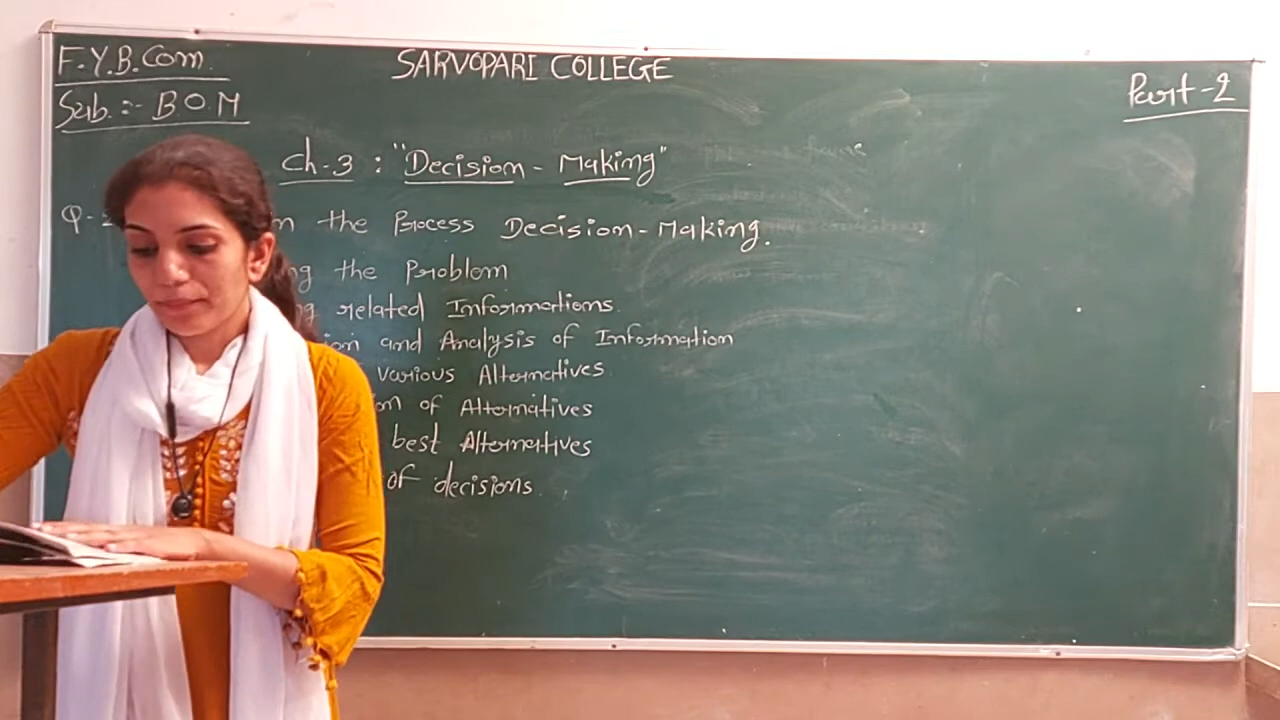 F.Y.B.Com.
SARVOPARI COLLEGE
Part-2
Sub. :- B O M
Ch-3 : "Decision - Making"
Q- the Process Decision-Making.
the Problem
related Informations.
and Analysis of Information
various Alternatives.
of Alternatives
best Alternatives
of decisions.